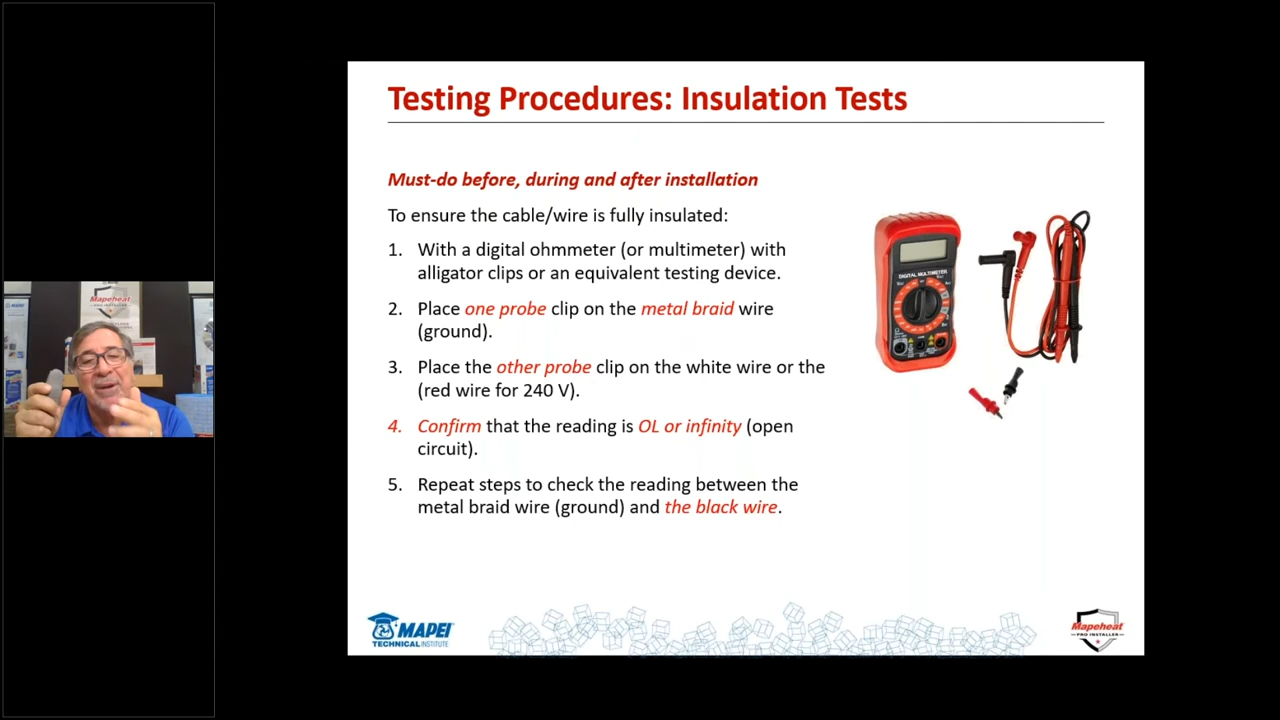 Testing Procedures: Insulation Tests
Must-do before, during and after installation
To ensure the cable/wire is fully insulated:
1. With a digital ohmmeter (or multimeter) with
alligator clips or an equivalent testing device.
2. Place one probe clip on the metal braid wire
(ground).
3. Place the other probe clip on the white wire or the
(red wire for 240 V).
4. Confirm that the reading is OL or infinity (open
circuit).
5. Repeat steps to check the reading between the
metal braid wire (ground) and the black wire.
DIGITAL MULTIMETER
MAPEI
TECHNICAL INSTITUTE
Mapeheat
PRO INSTALLER
Mapeheat
PRO INSTALLER